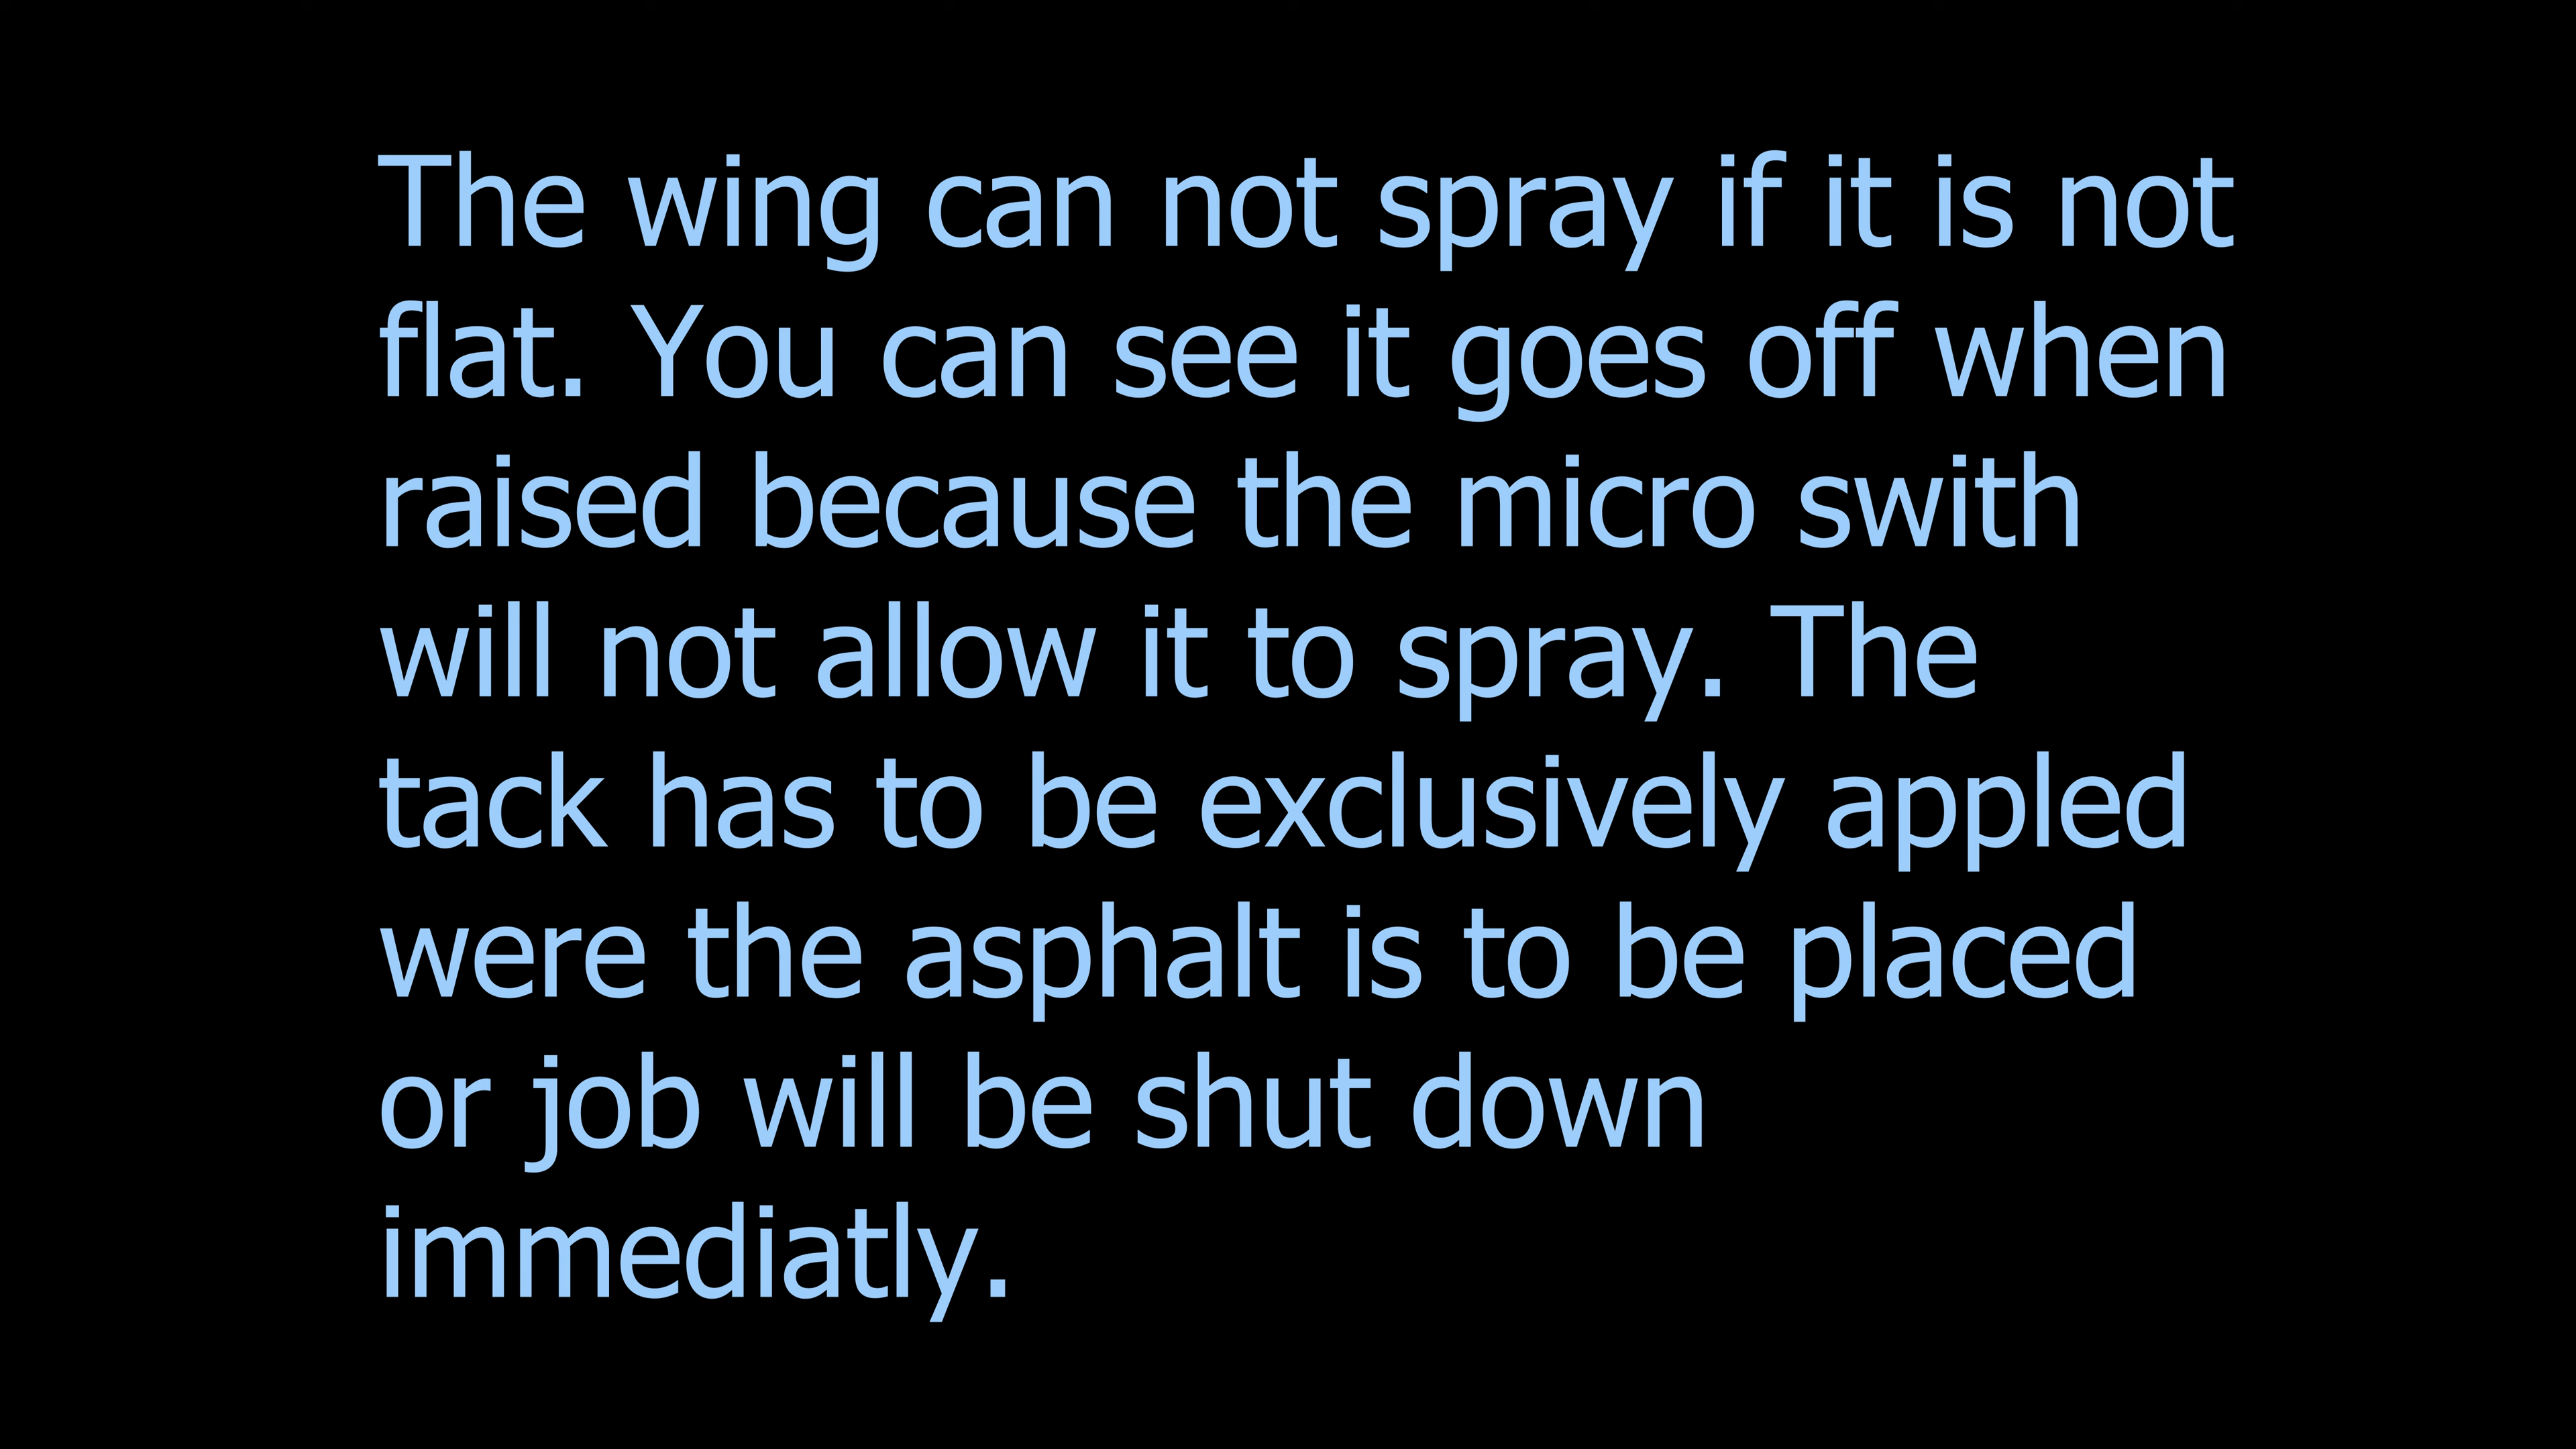 The wing can not spray if it is not
flat. You can see it goes off when
raised because the micro swith
will not allow it to spray. The
tack has to be exclusively appled
were the asphalt is to be placed
or job will be shut down
immediatly.